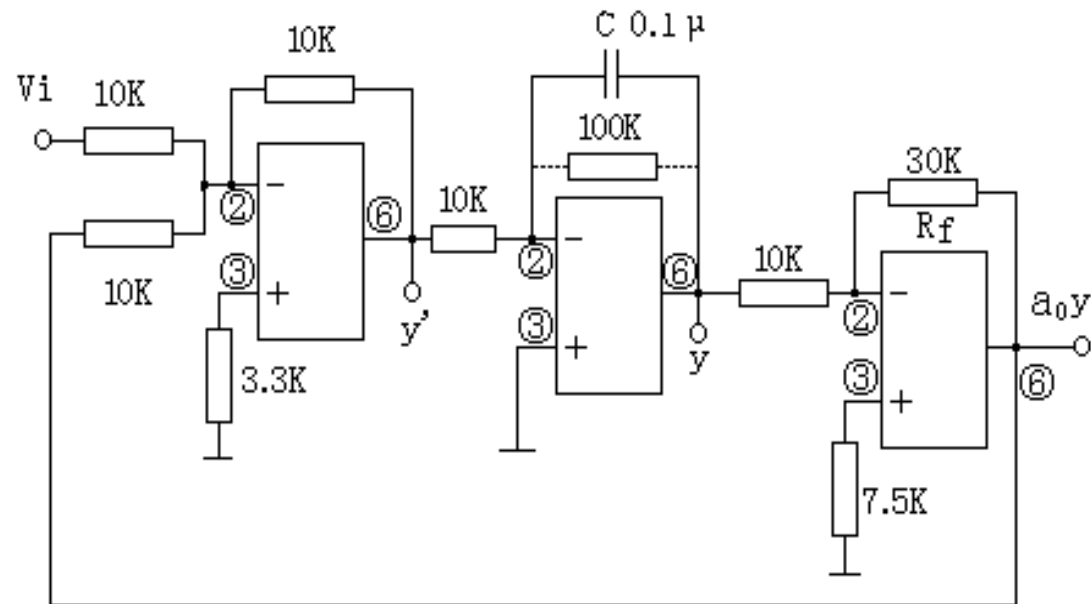 C 0.1μ
10K
Vi
10K
100K
30K
−
②
⑥
10K
−
②
Rf
⑥
10K
−
②
a₀y
③
10K
+
y'
③
+
y
③
⑥
+
3.3K
7.5K